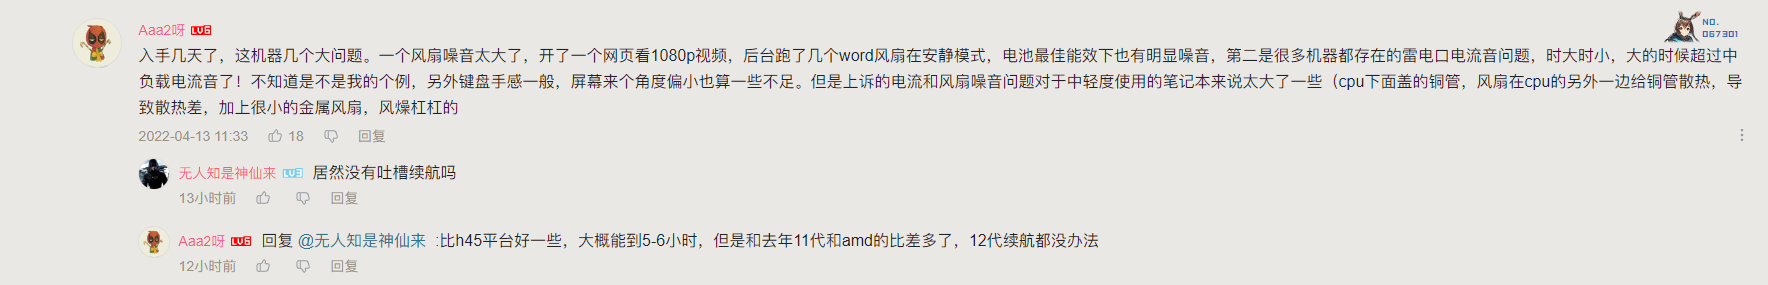 Aaa2呀 LV6
NO.
067301
入手几天了，这机器几个大问题。一个风扇噪音太大了，开了一个网页看1080p视频，后台跑了几个word风扇在安静模式，电池最佳能效下也有明显噪音，第二是很多机器都存在的雷电口电流音问题，时大时小，大的时候超过中
负载电流音了！不知道是不是我的个例，另外键盘手感一般，屏幕来个角度偏小也算一些不足。但是上诉的电流和风扇噪音问题对于中轻度使用的笔记本来说太大了一些（cpu下面盖的铜管，风扇在cpu的另外一边给铜管散热，导
致散热差，加上很小的金属风扇，风燥杠杠的
2022-04-13 11:33 18 回复
无人知是神仙来 LV3 居然没有吐槽续航吗
13小时前 回复
Aaa2呀 LV6 回复 @无人知是神仙来 :比h45平台好一些，大概能到5-6小时，但是和去年11代和amd的比差多了，12代续航都没办法
12小时前 回复